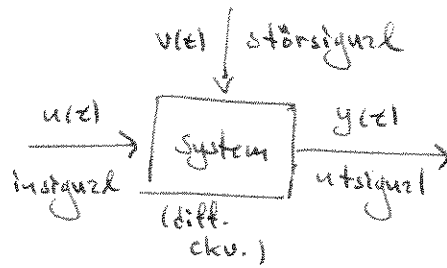 v(t) störsignal
u(t)
y(t)
System
insignal
utsignal
(diff.
ekv.)